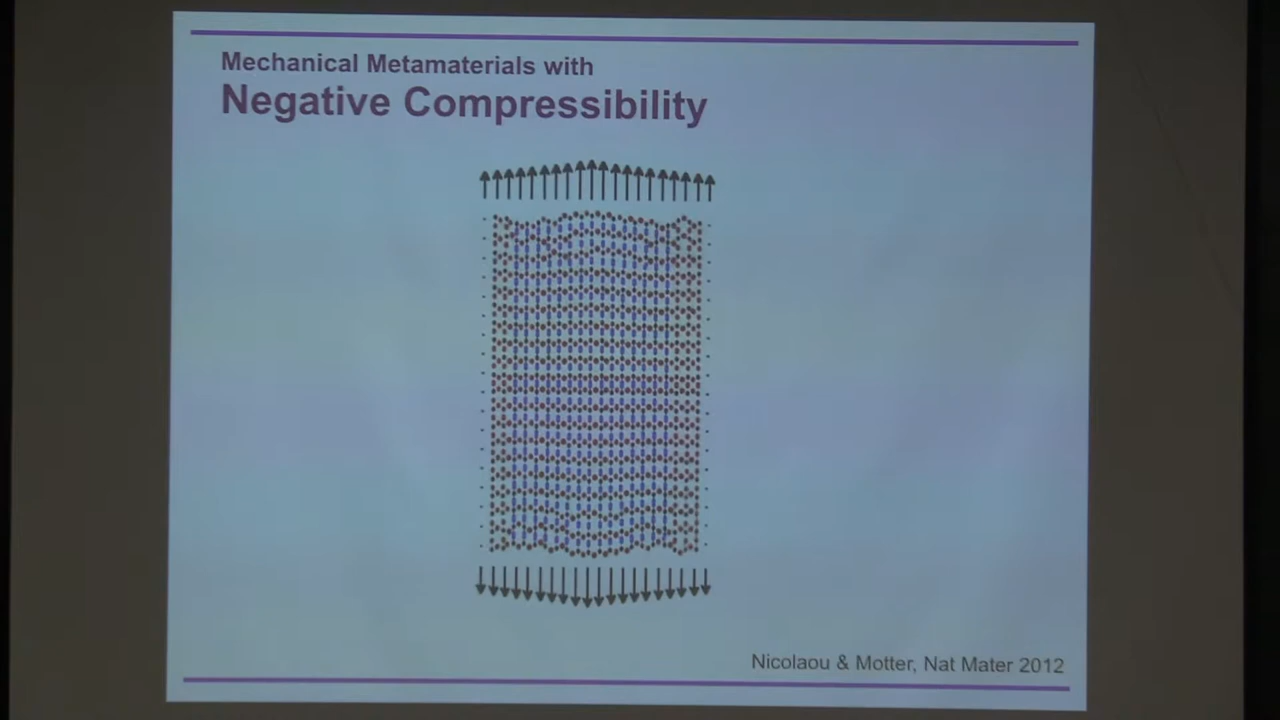 Mechanical Metamaterials with
Negative Compressibility
Nicolaou & Motter, Nat Mater 2012